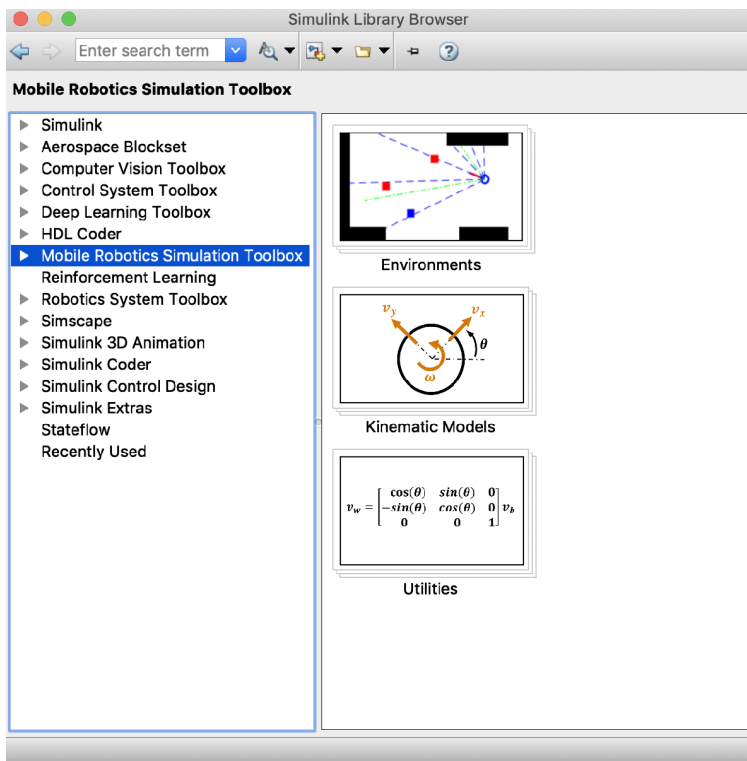 Simulink Library Browser
Enter search term
Mobile Robotics Simulation Toolbox
Simulink
Aerospace Blockset
Computer Vision Toolbox
Control System Toolbox
Deep Learning Toolbox
HDL Coder
Mobile Robotics Simulation Toolbox
Reinforcement Learning
Robotics System Toolbox
Simscape
Simulink 3D Animation
Simulink Coder
Simulink Control Design
Simulink Extras
Stateflow
Recently Used
Environments
v_y v_x
θ
ω
Kinematic Models
cos(θ) sin(θ) 0
v_w = [−sin(θ) cos(θ) 0] v_b
0 0 1
Utilities